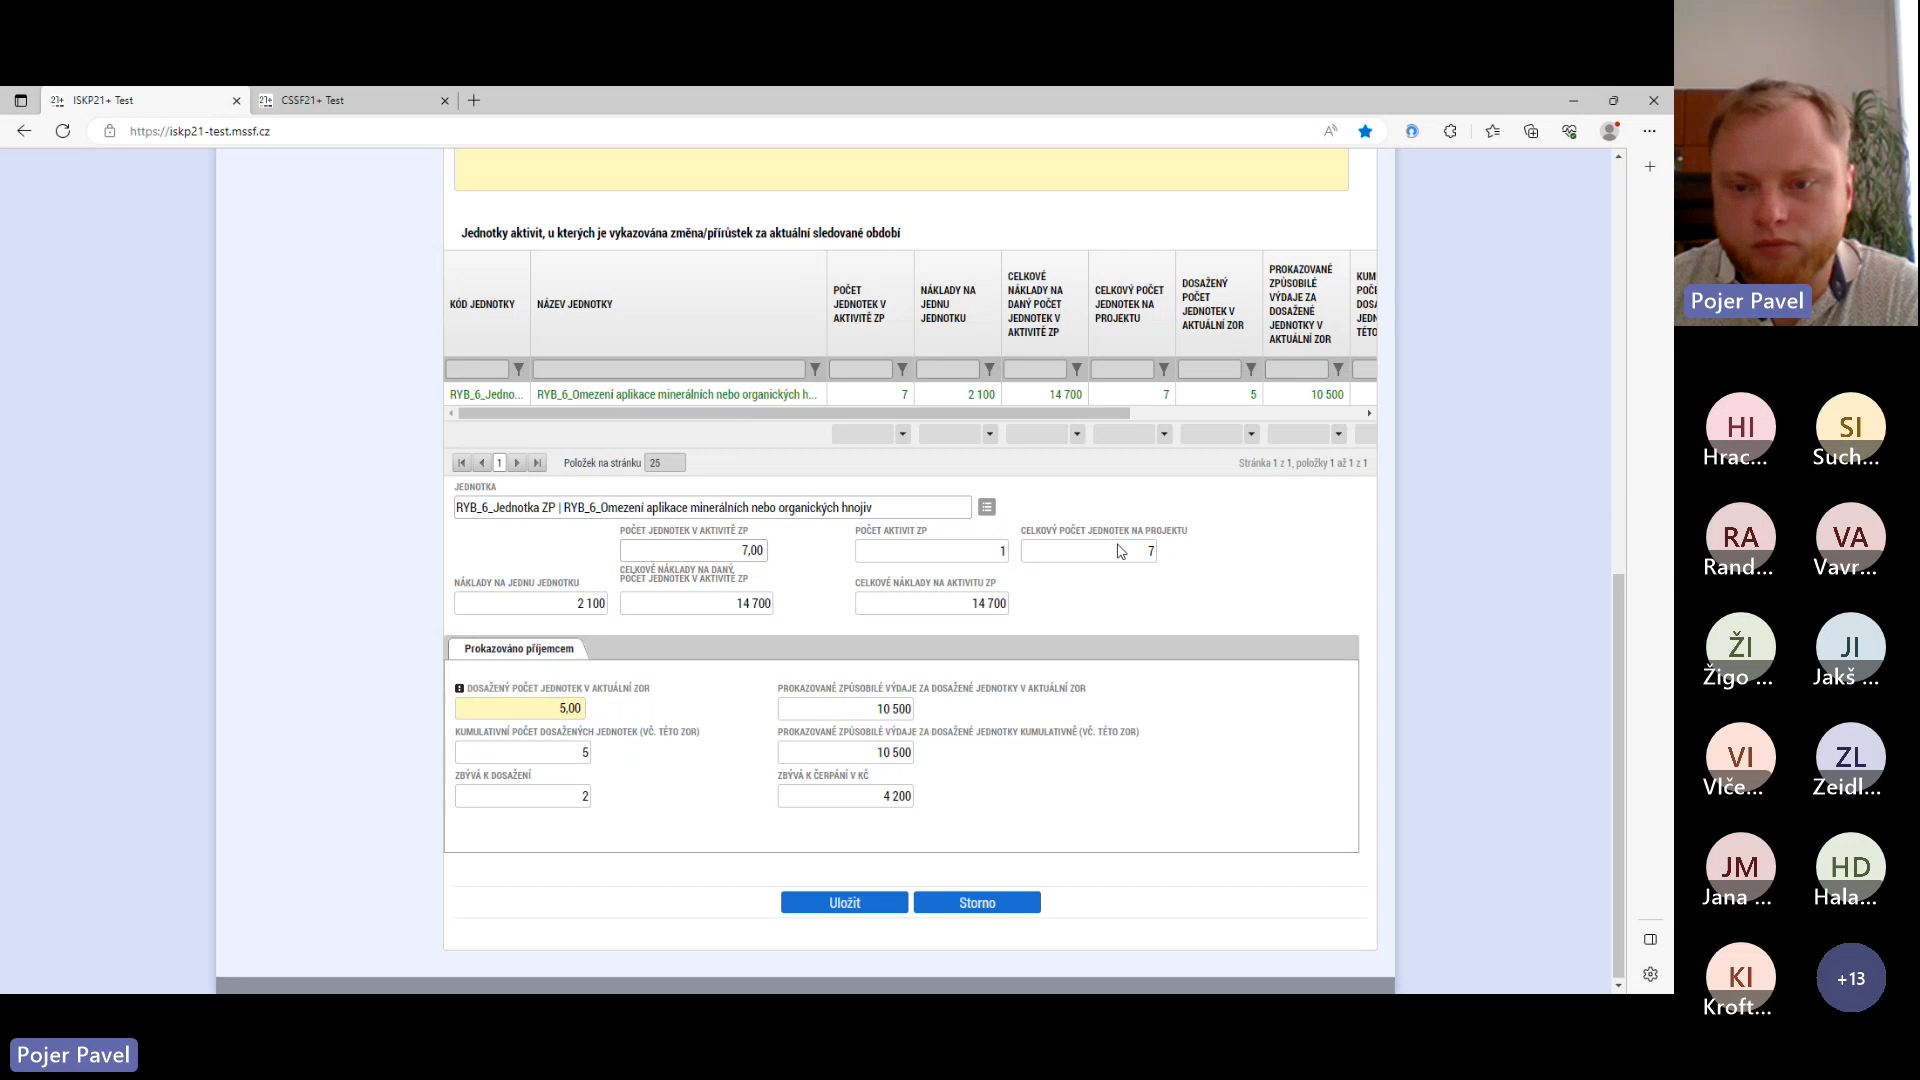 ISKP21+ Test
CSSF21+ Test
https://iskp21-test.mssf.cz
Jednotky aktivit, u kterých je vykazována změna/přírůstek za aktuální sledované období
KÓD JEDNOTKY
NÁZEV JEDNOTKY
POČET
JEDNOTEK V
AKTIVITĚ ZP
NÁKLADY NA
JEDNU
JEDNOTKU
CELKOVÉ
NÁKLADY NA
DANÝ POČET
JEDNOTEK V
AKTIVITĚ ZP
CELKOVÝ POČET
JEDNOTEK NA
PROJEKTU
DOSAŽENÝ
POČET
JEDNOTEK V
AKTUÁLNÍ ZOR
PROKAZOVANÉ
ZPŮSOBILÉ
VÝDAJE ZA
DOSAŽENÉ
JEDNOTKY V
AKTUÁLNÍ ZOR
KUM
POČE
DOSA
JEDN
TÉTO
RYB_6_Jedno... RYB_6_Omezení aplikace minerálních nebo organických h... 7 2 100 14 700 7 5 10 500
1 Položek na stránku 25 Stránka 1 z 1, položky 1 až 1 z 1
JEDNOTKA
RYB_6_Jednotka ZP | RYB_6_Omezení aplikace minerálních nebo organických hnojiv
POČET JEDNOTEK V AKTIVITĚ ZP POČET AKTIVIT ZP CELKOVÝ POČET JEDNOTEK NA PROJEKTU
7,00 1 7
CELKOVÉ NÁKLADY NA DANÝ,
POČET JEDNOTEK V AKTIVITĚ ZP
NÁKLADY NA JEDNU JEDNOTKU CELKOVÉ NÁKLADY NA AKTIVITU ZP
2 100 14 700 14 700
Prokazováno příjemcem
DOSAŽENÝ POČET JEDNOTEK V AKTUÁLNÍ ZOR PROKAZOVANÉ ZPŮSOBILÉ VÝDAJE ZA DOSAŽENÉ JEDNOTKY V AKTUÁLNÍ ZOR
5,00 10 500
KUMULATIVNÍ POČET DOSAŽENÝCH JEDNOTEK (VČ. TÉTO ZOR) PROKAZOVANÉ ZPŮSOBILÉ VÝDAJE ZA DOSAŽENÉ JEDNOTKY KUMULATIVNĚ (VČ. TÉTO ZOR)
5 10 500
ZBÝVÁ K DOSAŽENÍ ZBÝVÁ K ČERPÁNÍ V KČ
2 4 200
Uložit Storno
Pojer Pavel
HI SI
Hrac... Such...
RA VA
Rand... Vavr...
ŽI JI
Žigo ... Jakš ...
VI ZL
Vlče... Zeidl...
JM HD
Jana ... Hala...
KI +13
Kroft...
Pojer Pavel